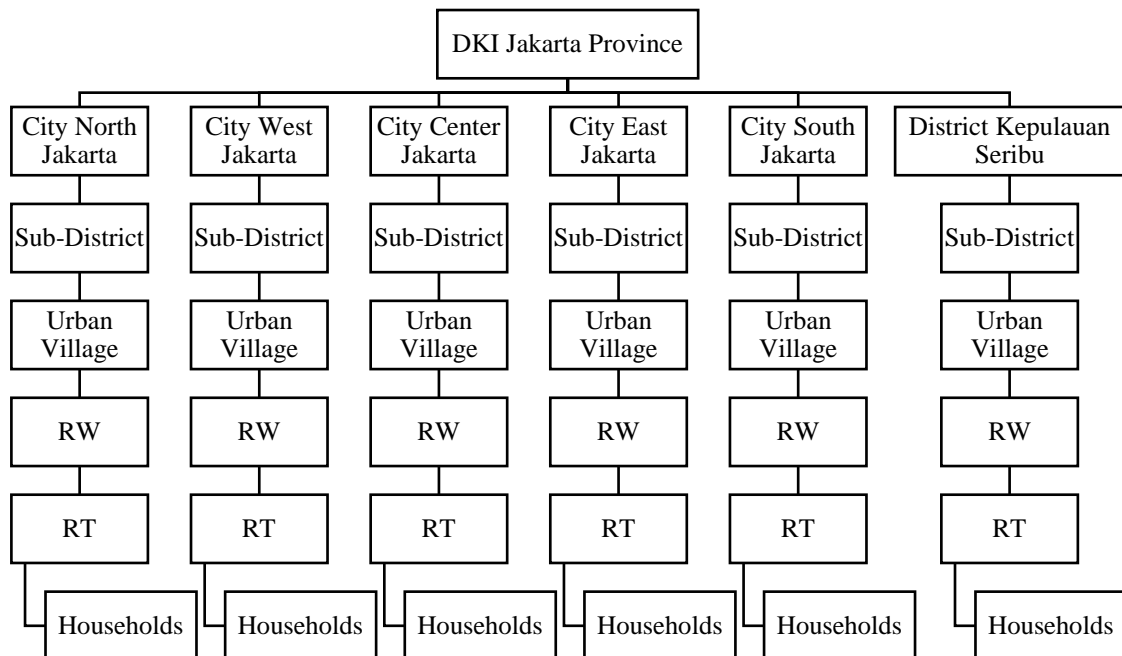 DKI Jakarta Province
City North
Jakarta
City West
Jakarta
City Center
Jakarta
City East
Jakarta
City South
Jakarta
District Kepulauan
Seribu
Sub-District
Sub-District
Sub-District
Sub-District
Sub-District
Sub-District
Urban
Village
Urban
Village
Urban
Village
Urban
Village
Urban
Village
Urban
Village
RW
RW
RW
RW
RW
RW
RT
RT
RT
RT
RT
RT
Households
Households
Households
Households
Households
Households